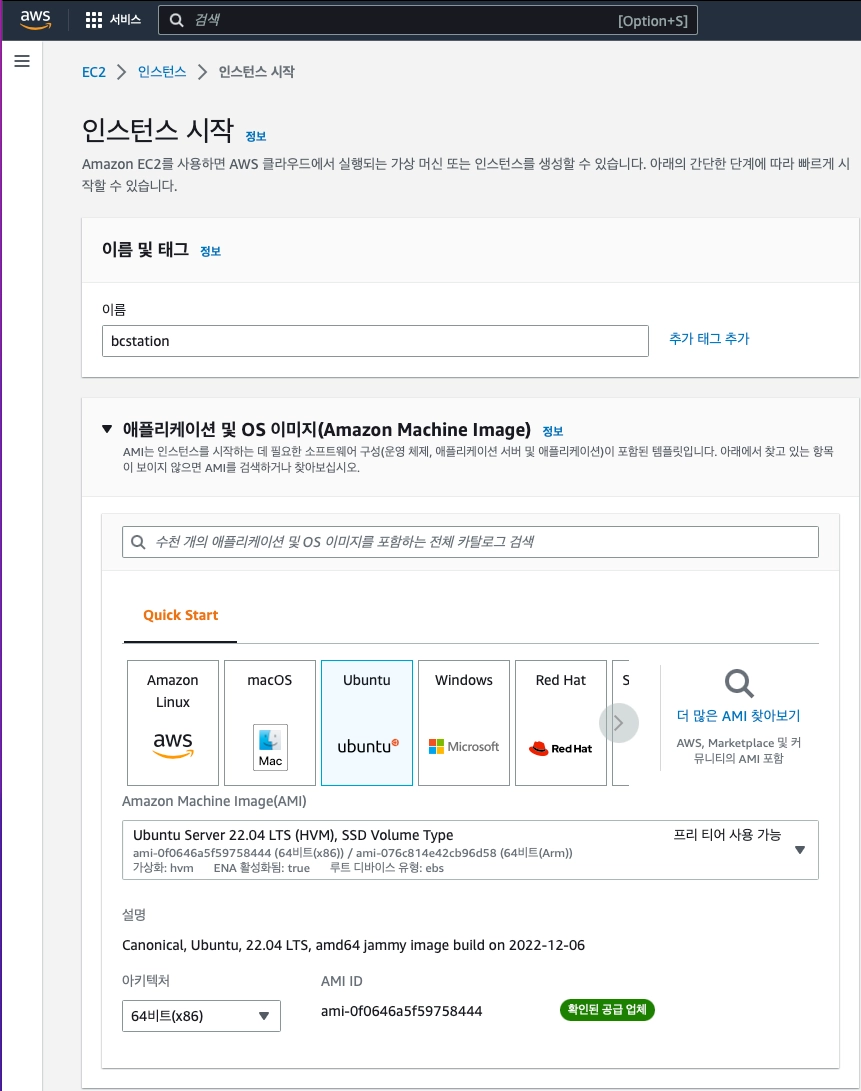 aws
서비스
검색
[Option+S]
EC2 > 인스턴스 > 인스턴스 시작
인스턴스 시작 정보
Amazon EC2를 사용하면 AWS 클라우드에서 실행되는 가상 머신 또는 인스턴스를 생성할 수 있습니다. 아래의 간단한 단계에 따라 빠르게 시
작할 수 있습니다.
이름 및 태그 정보
이름
bcstation
추가 태그 추가
애플리케이션 및 OS 이미지(Amazon Machine Image) 정보
AMI는 인스턴스를 시작하는 데 필요한 소프트웨어 구성(운영 체제, 애플리케이션 서버 및 애플리케이션)이 포함된 템플릿입니다. 아래에서 찾고 있는 항목
이 보이지 않으면 AMI를 검색하거나 찾아보십시오.
수천 개의 애플리케이션 및 OS 이미지를 포함하는 전체 카탈로그 검색
Quick Start
Amazon
Linux
aws
macOS
Mac
Ubuntu
ubuntu
Windows
Microsoft
Red Hat
Red Hat
S
더 많은 AMI 찾아보기
AWS, Marketplace 및 커
뮤니티의 AMI 포함
Amazon Machine Image(AMI)
Ubuntu Server 22.04 LTS (HVM), SSD Volume Type
프리 티어 사용 가능
ami-0f0646a5f59758444 (64비트(x86)) / ami-076c814e42cb96d58 (64비트(Arm))
가상화: hvm ENA 활성화됨: true 루트 디바이스 유형: ebs
설명
Canonical, Ubuntu, 22.04 LTS, amd64 jammy image build on 2022-12-06
아키텍처
AMI ID
64비트(x86)
ami-0f0646a5f59758444
확인된 공급 업체